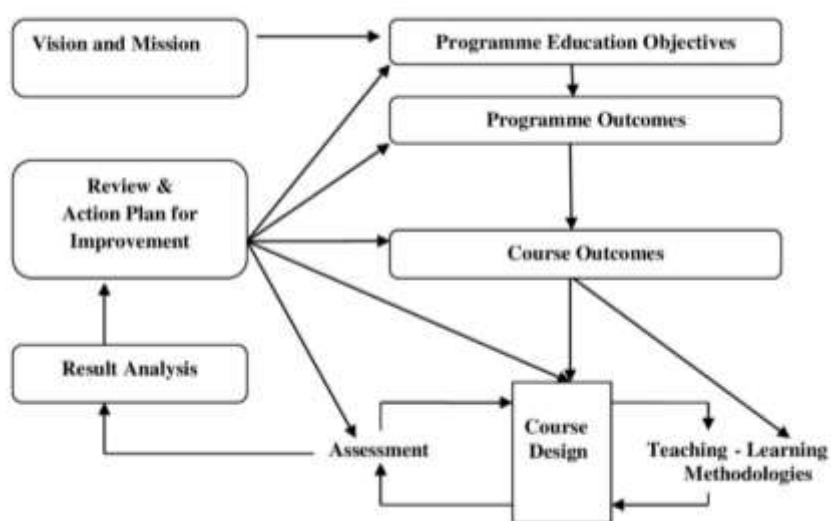 Vision and Mission
Programme Education Objectives
Programme Outcomes
Review &
Action Plan for
Improvement
Course Outcomes
Result Analysis
Assessment
Course
Design
Teaching - Learning
Methodologies